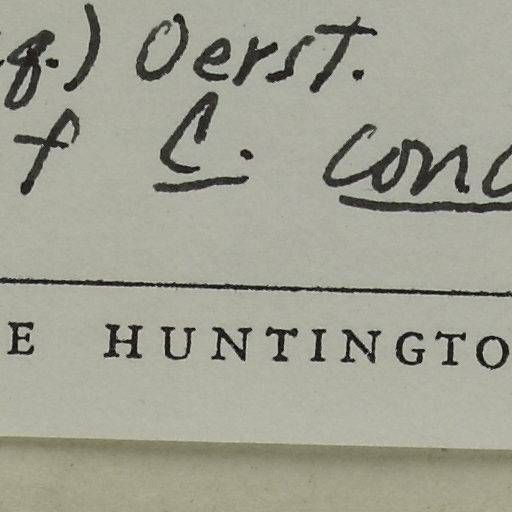 q.) Oerst.
f C. conc
E HUNTINGTO